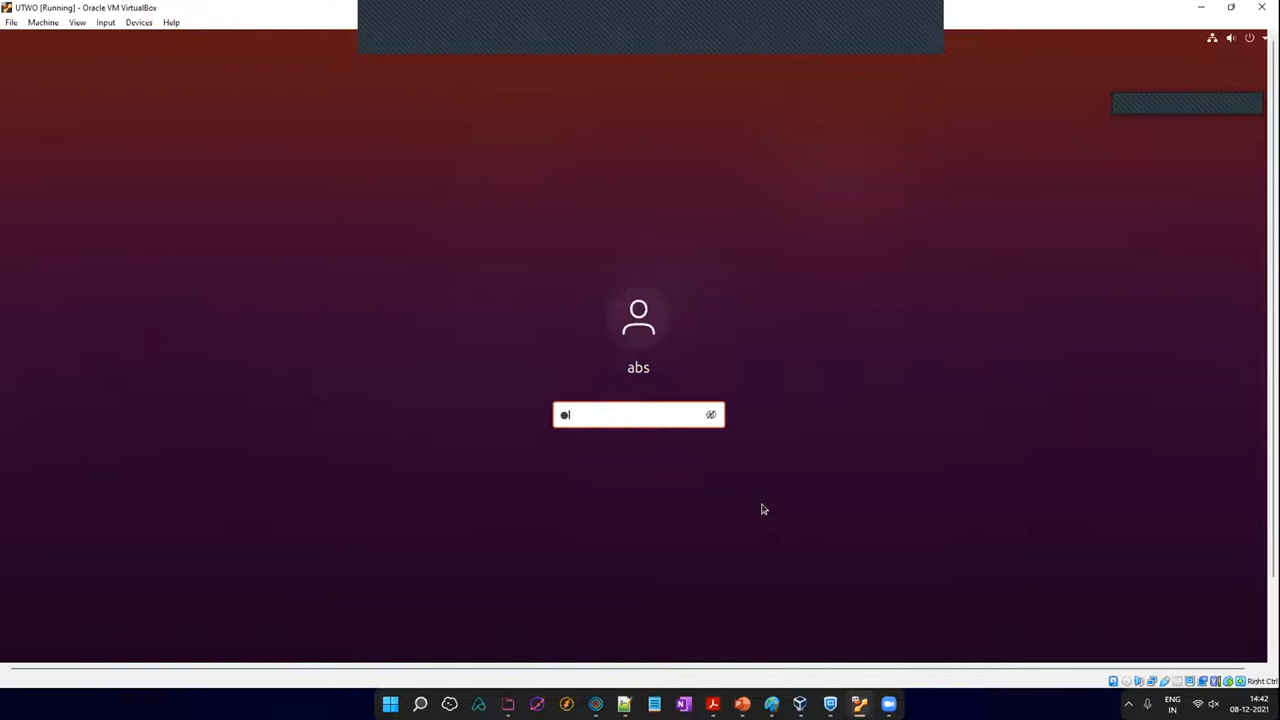 UTWO [Running] - Oracle VM VirtualBox
File Machine View Input Devices Help
abs
Right Ctrl
ENG
IN
14:42
08-12-2021